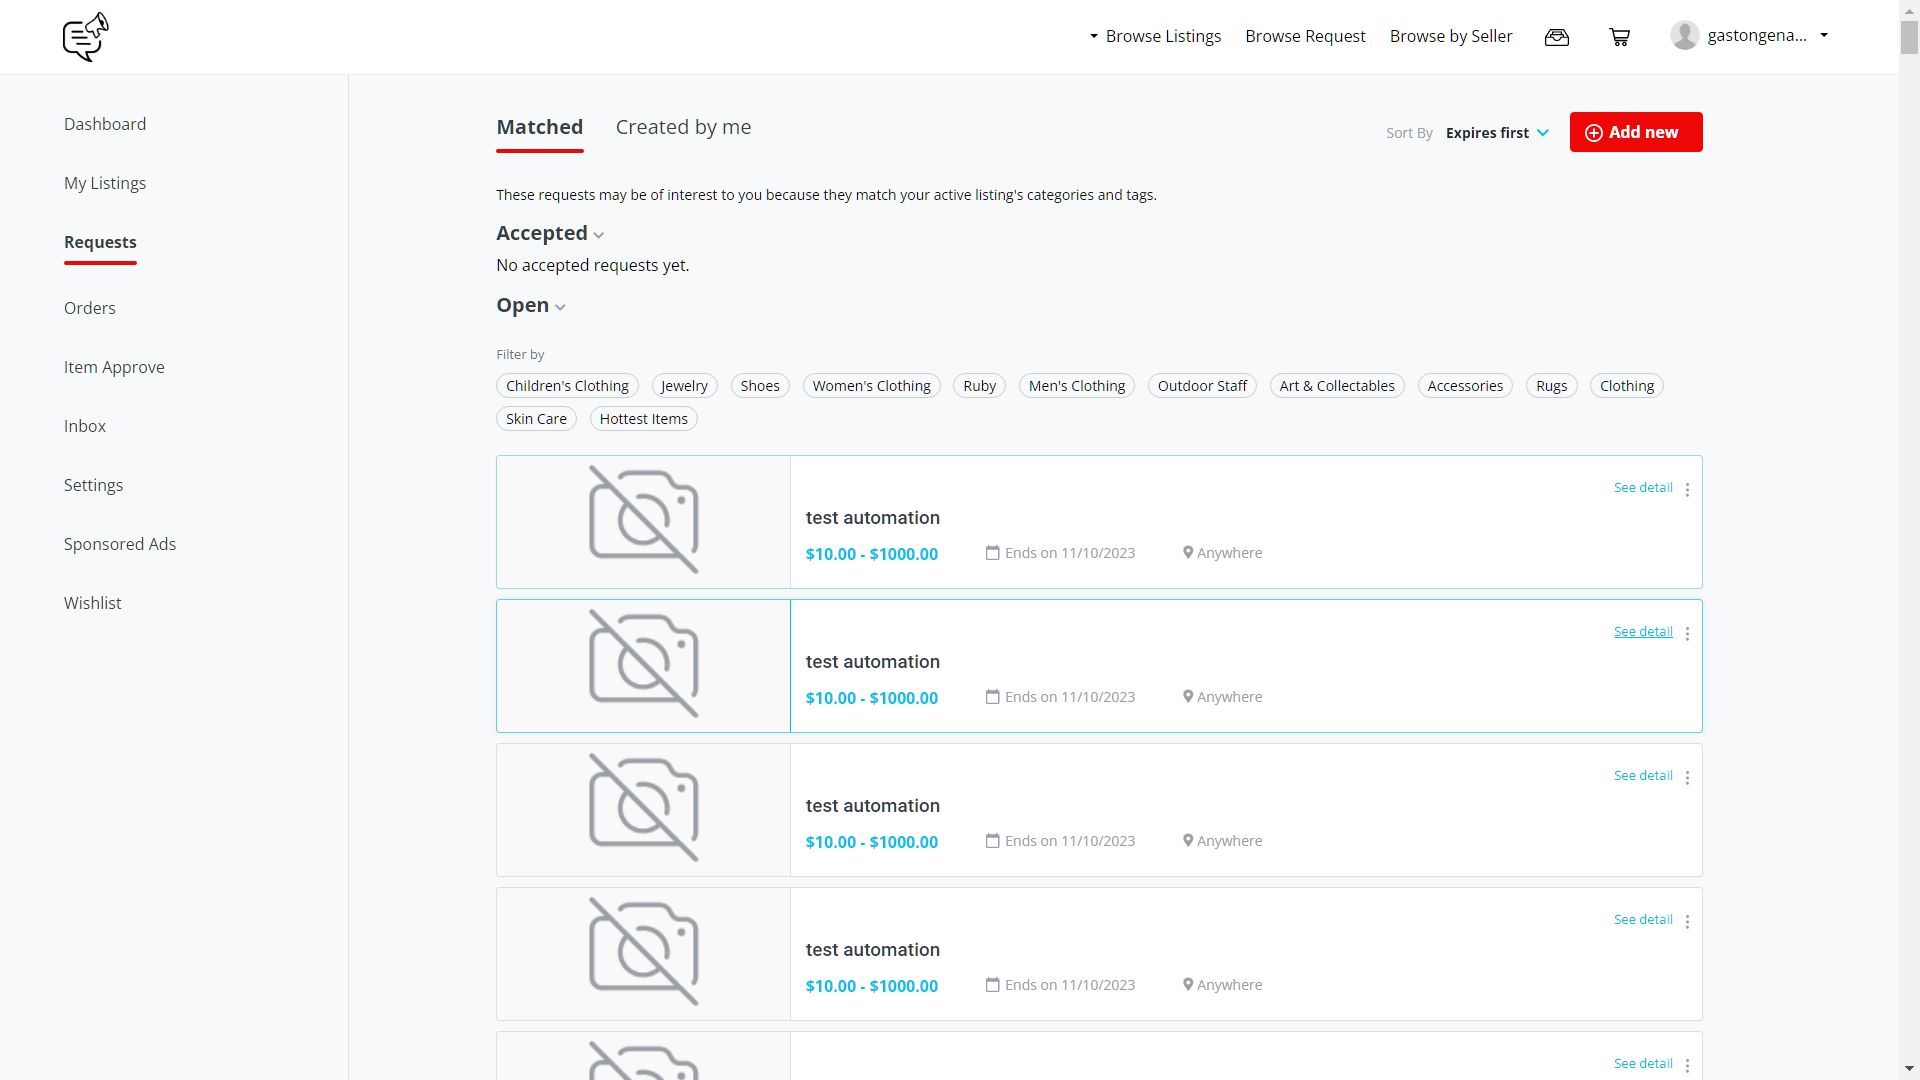 Browse Listings Browse Request Browse by Seller gastongena...
Dashboard
My Listings
Requests
Orders
Item Approve
Inbox
Settings
Sponsored Ads
Wishlist
Matched Created by me
Sort By Expires first Add new
These requests may be of interest to you because they match your active listing's categories and tags.
Accepted
No accepted requests yet.
Open
Filter by
Children's Clothing Jewelry Shoes Women's Clothing Ruby Men's Clothing Outdoor Staff Art & Collectables Accessories Rugs Clothing
Skin Care Hottest Items
See detail
test automation
$10.00 - $1000.00 Ends on 11/10/2023 Anywhere
See detail
test automation
$10.00 - $1000.00 Ends on 11/10/2023 Anywhere
See detail
test automation
$10.00 - $1000.00 Ends on 11/10/2023 Anywhere
See detail
test automation
$10.00 - $1000.00 Ends on 11/10/2023 Anywhere
See detail